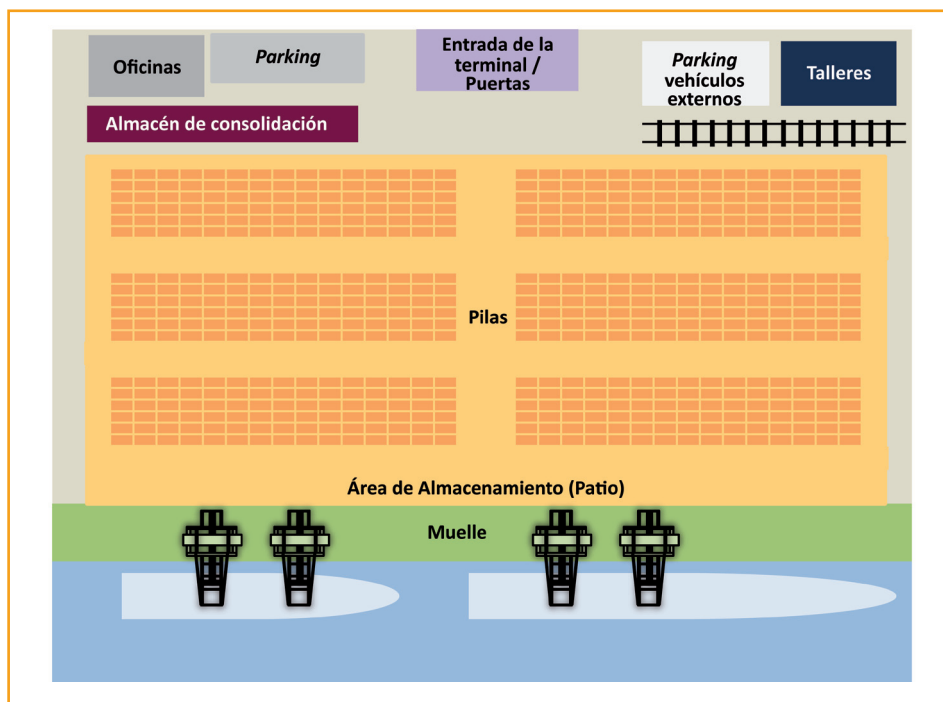 Oficinas
Parking
Entrada de la
terminal /
Puertas
Parking
vehículos
externos
Talleres
Almacén de consolidación
Pilas
Área de Almacenamiento (Patio)
Muelle